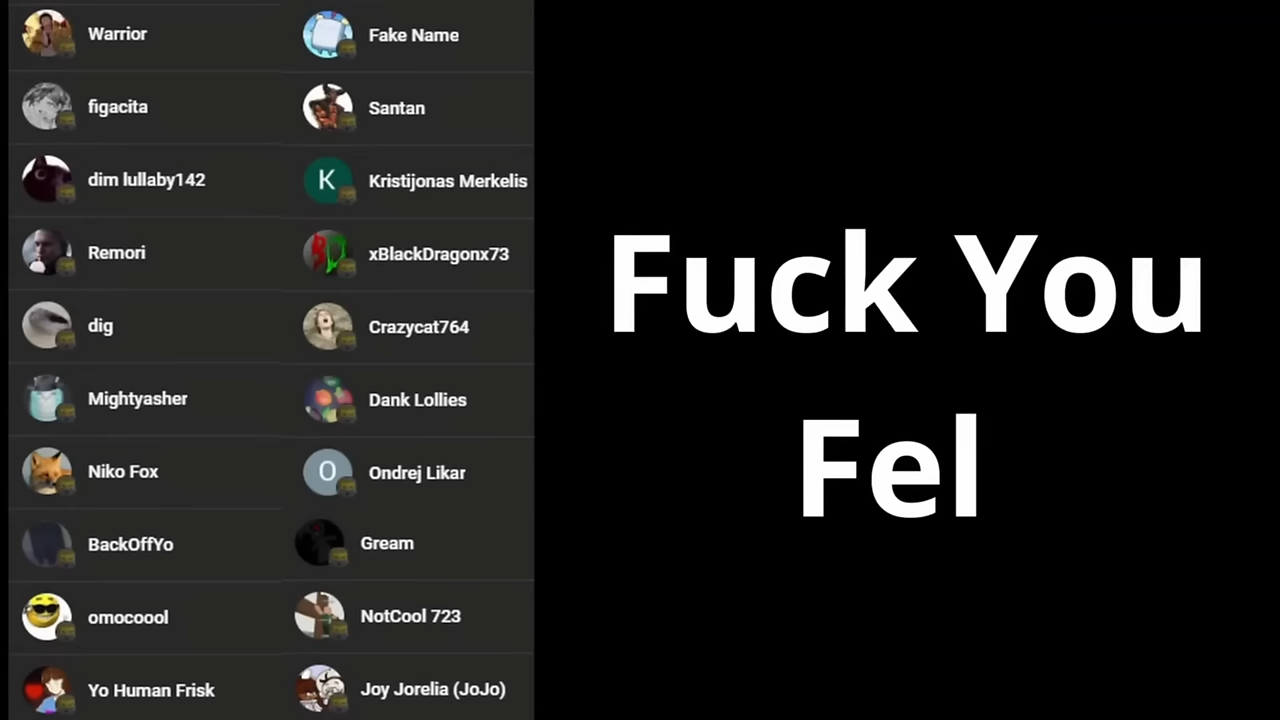 Warrior
figacita
dim lullaby142
Remori
dig
Mightyasher
Niko Fox
BackOffYo
omocoool
Yo Human Frisk
Fake Name
Santan
K
Kristijonas Merkelis
BD
xBlackDragonx73
Crazycat764
Dank Lollies
O
Ondrej Likar
Gream
NotCool 723
Joy Jorelia (JoJo)
Fuck You
Fel